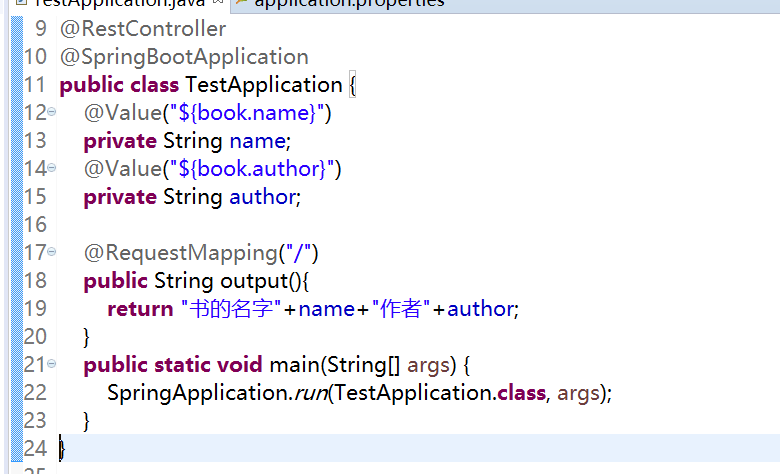 TestApplication.java application.properties
9 @RestController
10 @SpringBootApplication
11 public class TestApplication {
12 @Value("${book.name}")
13 private String name;
14 @Value("${book.author}")
15 private String author;
16
17 @RequestMapping("/")
18 public String output(){
19 return "书的名字"+name+"作者"+author;
20 }
21 public static void main(String[] args) {
22 SpringApplication.run(TestApplication.class, args);
23 }
24 }
25